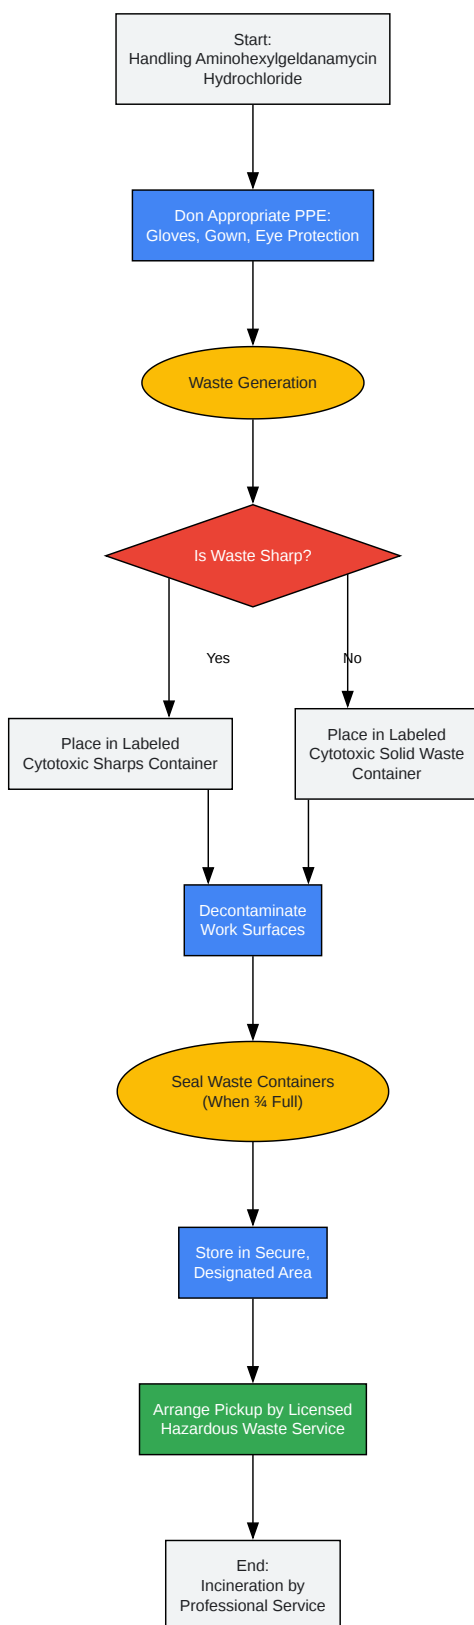 Start:
Handling Aminohexylgeldanamycin
Hydrochloride
Don Appropriate PPE:
Gloves, Gown, Eye Protection
Waste Generation
Is Waste Sharp?
Yes
No
Place in Labeled
Cytotoxic Sharps Container
Place in Labeled
Cytotoxic Solid Waste
Container
Decontaminate
Work Surfaces
Seal Waste Containers
(When ¾ Full)
Store in Secure,
Designated Area
Arrange Pickup by Licensed
Hazardous Waste Service
End:
Incineration by
Professional Service